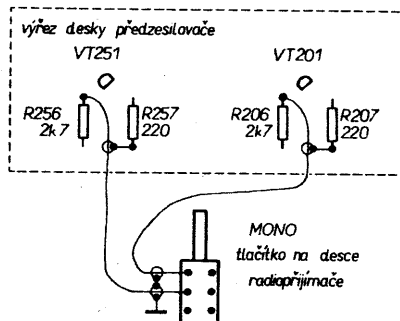 výřez desky předzesilovače
VT251
VT201
R256
2k7
R257
220
R206
2k7
R207
220
MONO
tlačítko na desce
radiopřijímače